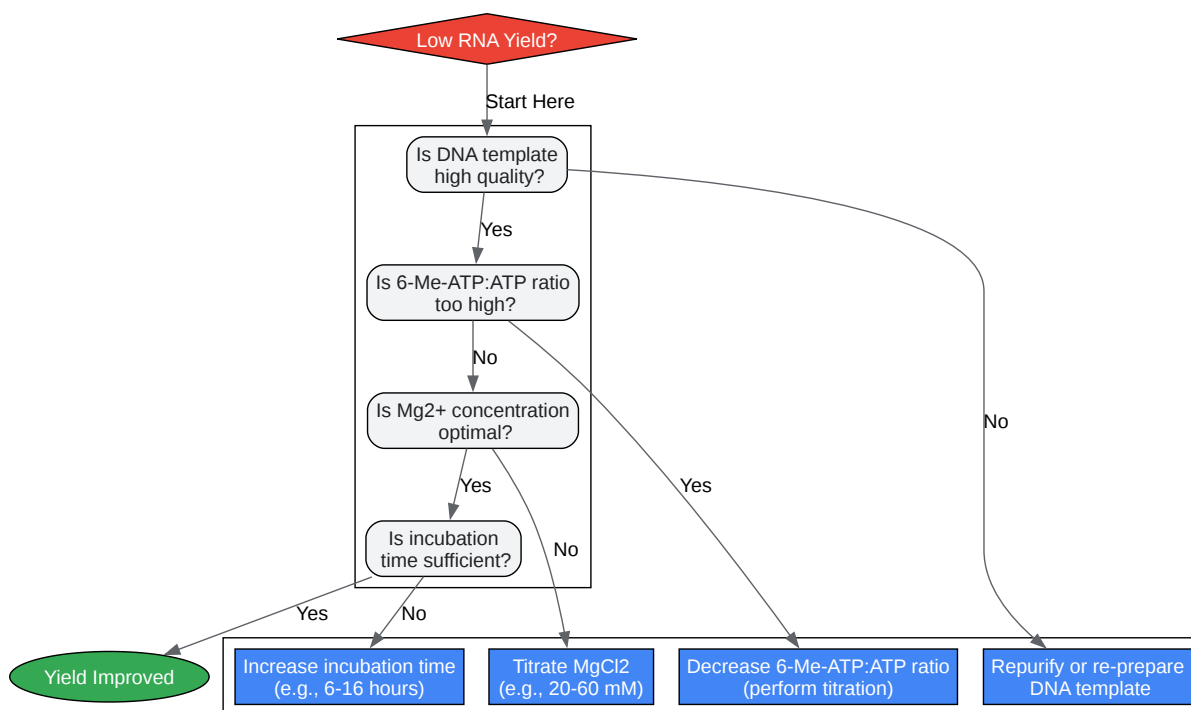 Low RNA Yield?
Start Here
Is DNA template
high quality?
Yes
Is 6-Me-ATP:ATP ratio
too high?
No
Is Mg2+ concentration
optimal?
No
Yes
Yes
Is incubation
time sufficient?
No
Yes
No
Yield Improved
Increase incubation time
(e.g., 6-16 hours)
Titrate MgCl2
(e.g., 20-60 mM)
Decrease 6-Me-ATP:ATP ratio
(perform titration)
Repurify or re-prepare
DNA template